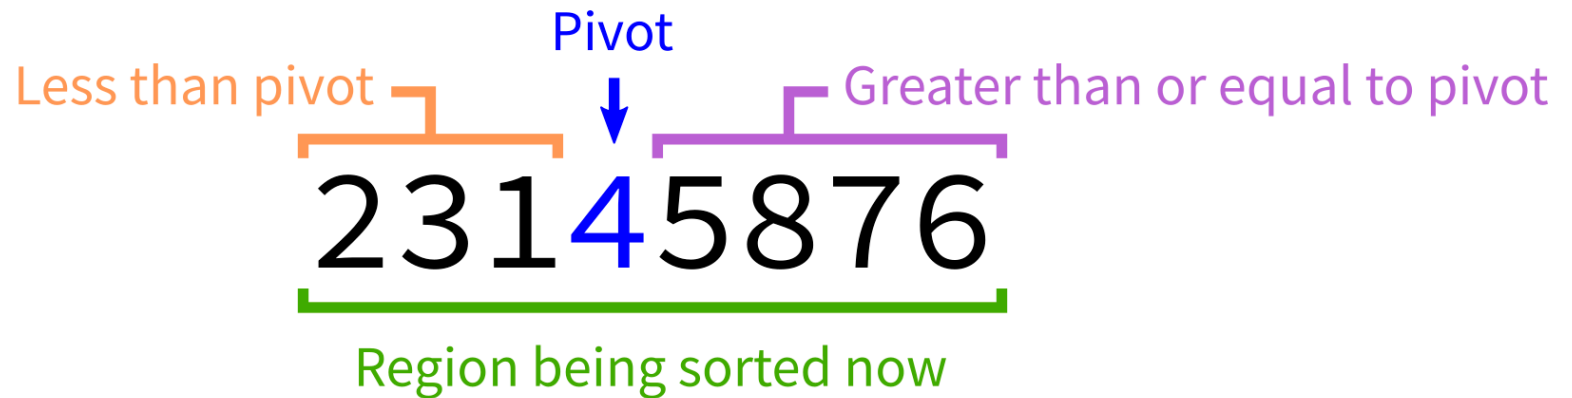 Pivot
Less than pivot
Greater than or equal to pivot
23145876
Region being sorted now